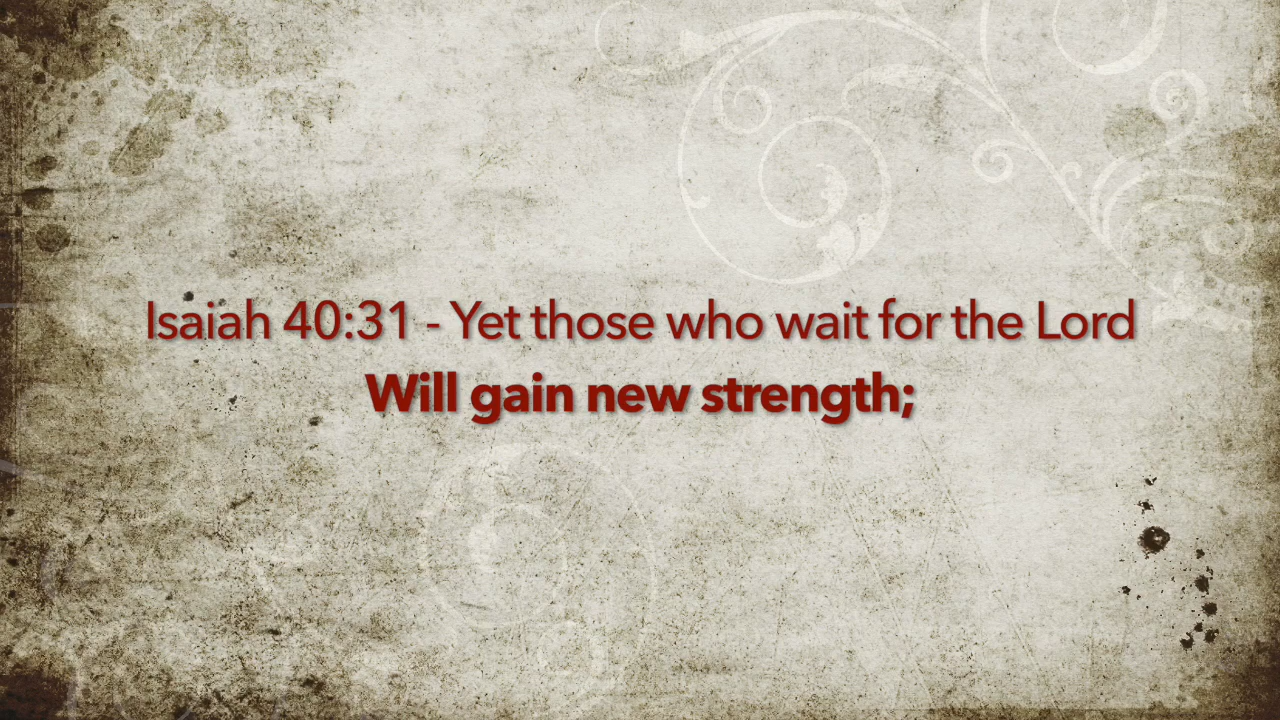 Isaiah 40:31 - Yet those who wait for the Lord
Will gain new strength;